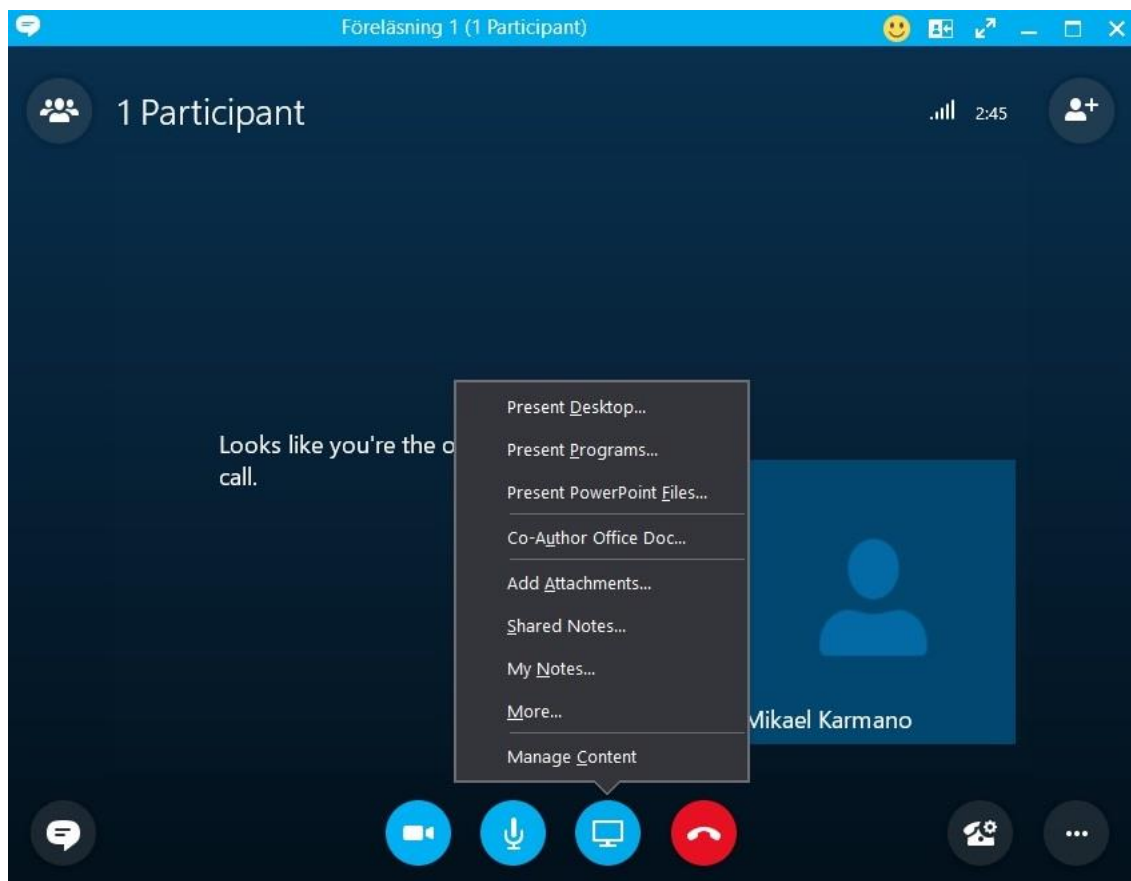 Föreläsning 1 (1 Participant)
1 Participant
2:45
Present Desktop...
Present Programs...
Present PowerPoint Files...
Co-Author Office Doc...
Add Attachments...
Shared Notes...
My Notes...
More...
Manage Content
Looks like you're the o
call.
Mikael Karmano